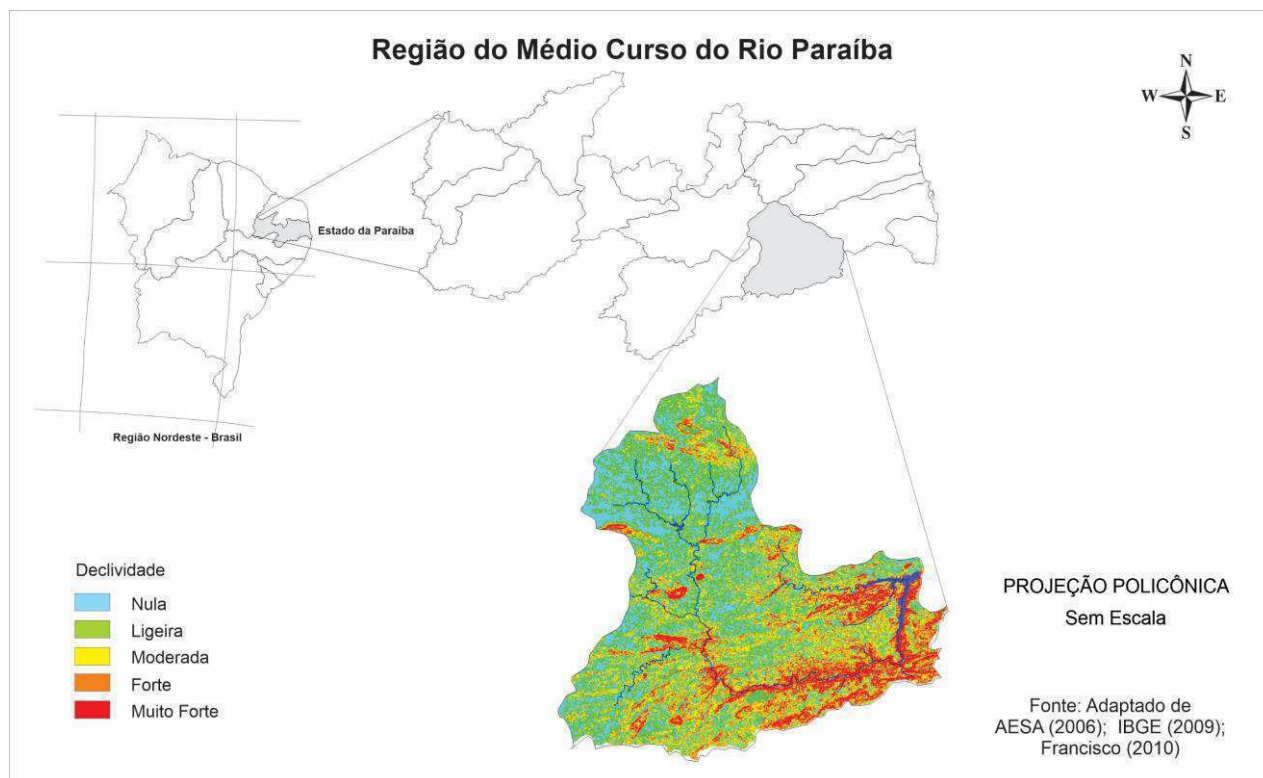 Região do Médio Curso do Rio Paraíba
N
W
E
S
Estado da Paraíba
Região Nordeste - Brasil
Declividade
Nula
Ligeira
Moderada
Forte
Muito Forte
PROJEÇÃO POLICÔNICA
Sem Escala
Fonte: Adaptado de
AESA (2006); IBGE (2009);
Francisco (2010)